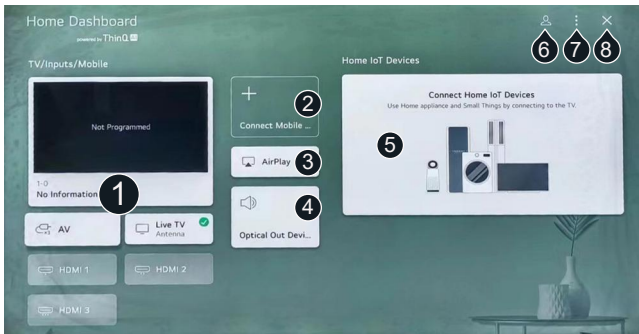 Home Dashboard
powered by ThinQ AI
TV/Inputs/Mobile
Home IoT Devices
6
7
8
Not Programmed
1-0
No Information
1
Connect Mobile ...
2
AirPlay
3
Optical Out Devi...
4
Connect Home IoT Devices
Use Home appliance and Small Things by connecting to the TV.
5
AV
Live TV
Antenna
HDMI 1
HDMI 2
HDMI 3